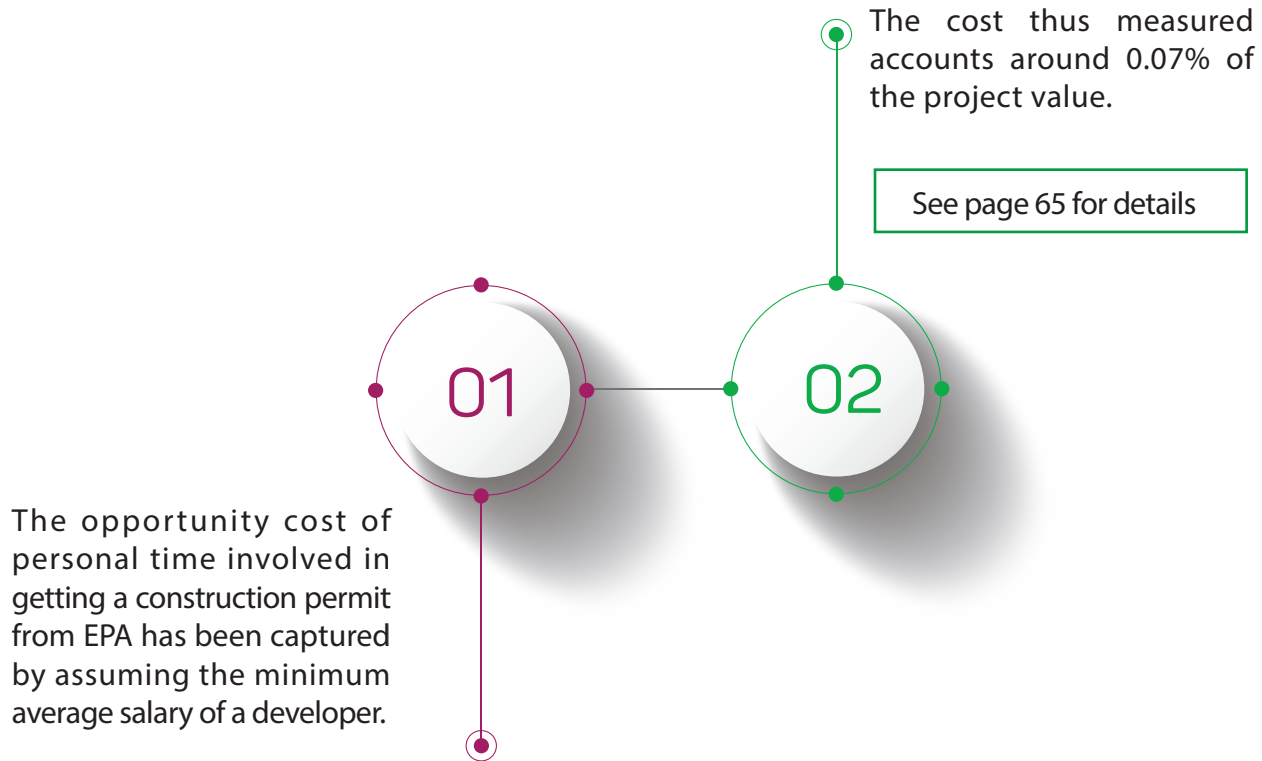 The cost thus measured
accounts around 0.07% of
the project value.
See page 65 for details
01
02
The opportunity cost of
personal time involved in
getting a construction permit
from EPA has been captured
by assuming the minimum
average salary of a developer.